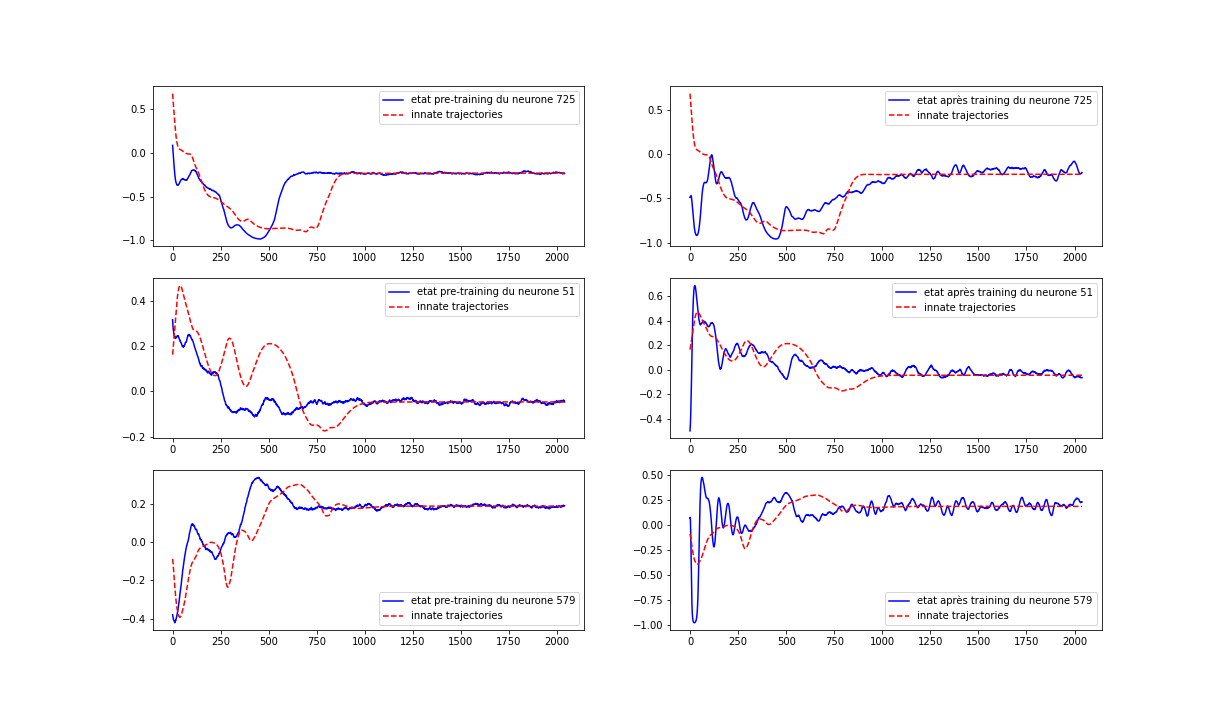 etat pre-training du neurone 725
innate trajectories
0.5
0.0
−0.5
−1.0
0 250 500 750 1000 1250 1500 1750 2000
etat après training du neurone 725
innate trajectories
0.5
0.0
−0.5
−1.0
0 250 500 750 1000 1250 1500 1750 2000
etat pre-training du neurone 51
innate trajectories
0.4
0.2
0.0
−0.2
0 250 500 750 1000 1250 1500 1750 2000
etat après training du neurone 51
innate trajectories
0.6
0.4
0.2
0.0
−0.2
−0.4
0 250 500 750 1000 1250 1500 1750 2000
0.2
0.0
−0.2
−0.4
etat pre-training du neurone 579
innate trajectories
0 250 500 750 1000 1250 1500 1750 2000
0.50
0.25
0.00
−0.25
−0.50
−0.75
−1.00
etat après training du neurone 579
innate trajectories
0 250 500 750 1000 1250 1500 1750 2000